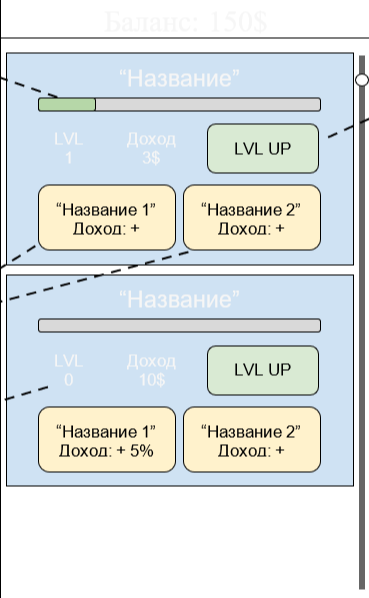 Баланс: 150$
“Название”
LVL Доход
1 3$
LVL UP
“Название 1” “Название 2”
Доход: + Доход: +
“Название”
LVL Доход
0 10$
LVL UP
“Название 1” “Название 2”
Доход: + 5% Доход: +